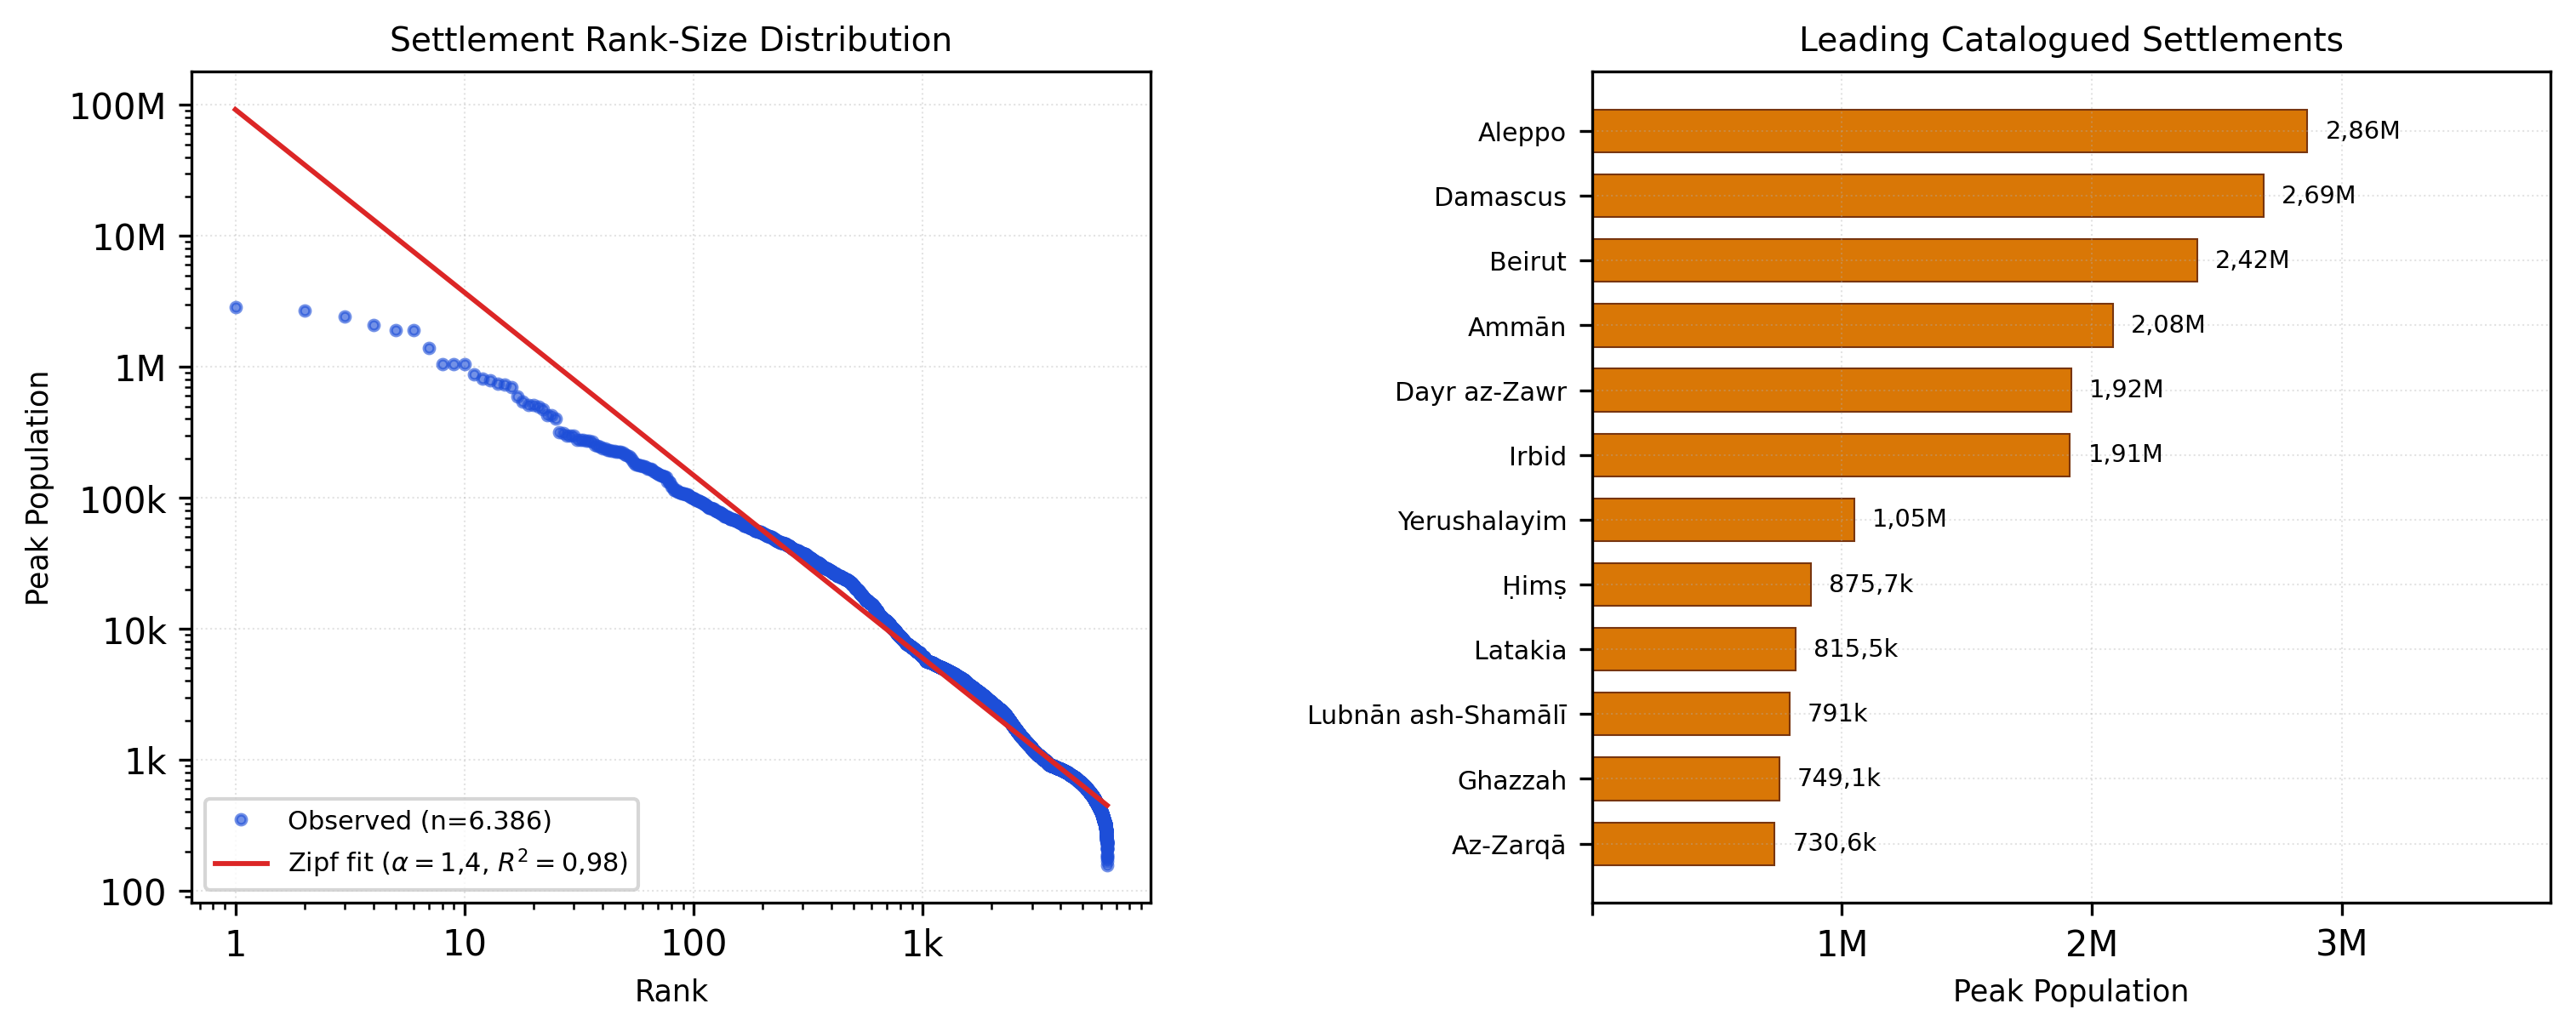 Settlement Rank-Size Distribution
Peak Population
100M
10M
1M
100k
10k
1k
100
1
10
100
1k
Rank
Observed (n=6.386)
Zipf fit (α = 1,4, R² = 0,98)
Leading Catalogued Settlements
Aleppo 2,86M
Damascus 2,69M
Beirut 2,42M
Ammān 2,08M
Dayr az-Zawr 1,92M
Irbid 1,91M
Yerushalayim 1,05M
Ḥimṣ 875,7k
Latakia 815,5k
Lubnān ash-Shamālī 791k
Ghazzah 749,1k
Az-Zarqā 730,6k
1M
2M
3M
Peak Population